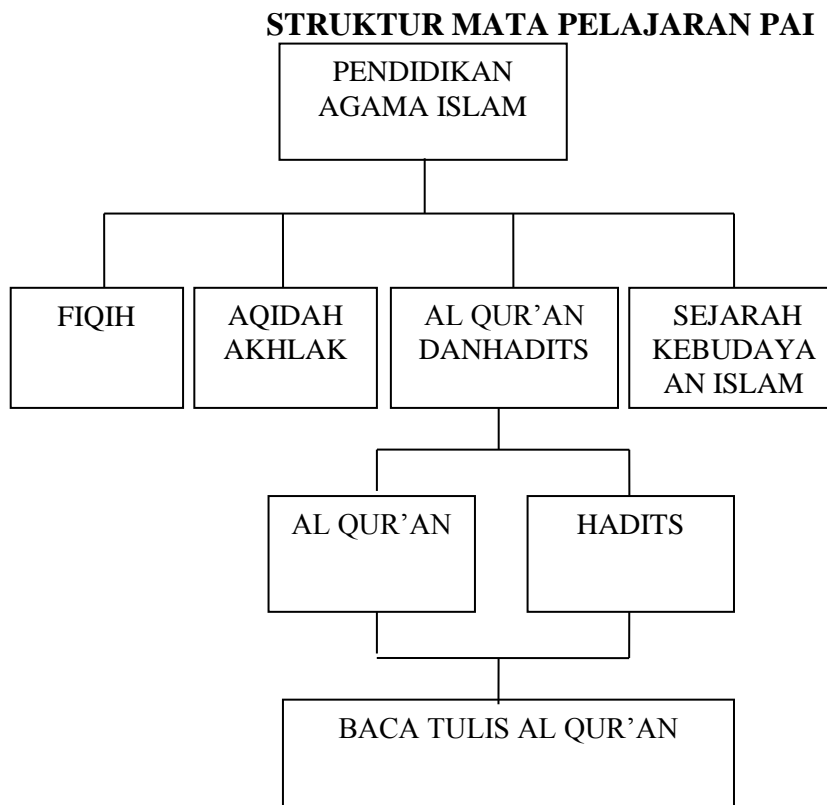 STRUKTUR MATA PELAJARAN PAI
PENDIDIKAN
AGAMA ISLAM
FIQIH
AQIDAH
AKHLAK
AL QUR’AN
DANHADITS
SEJARAH
KEBUDAYA
AN ISLAM
AL QUR’AN
HADITS
BACA TULIS AL QUR’AN